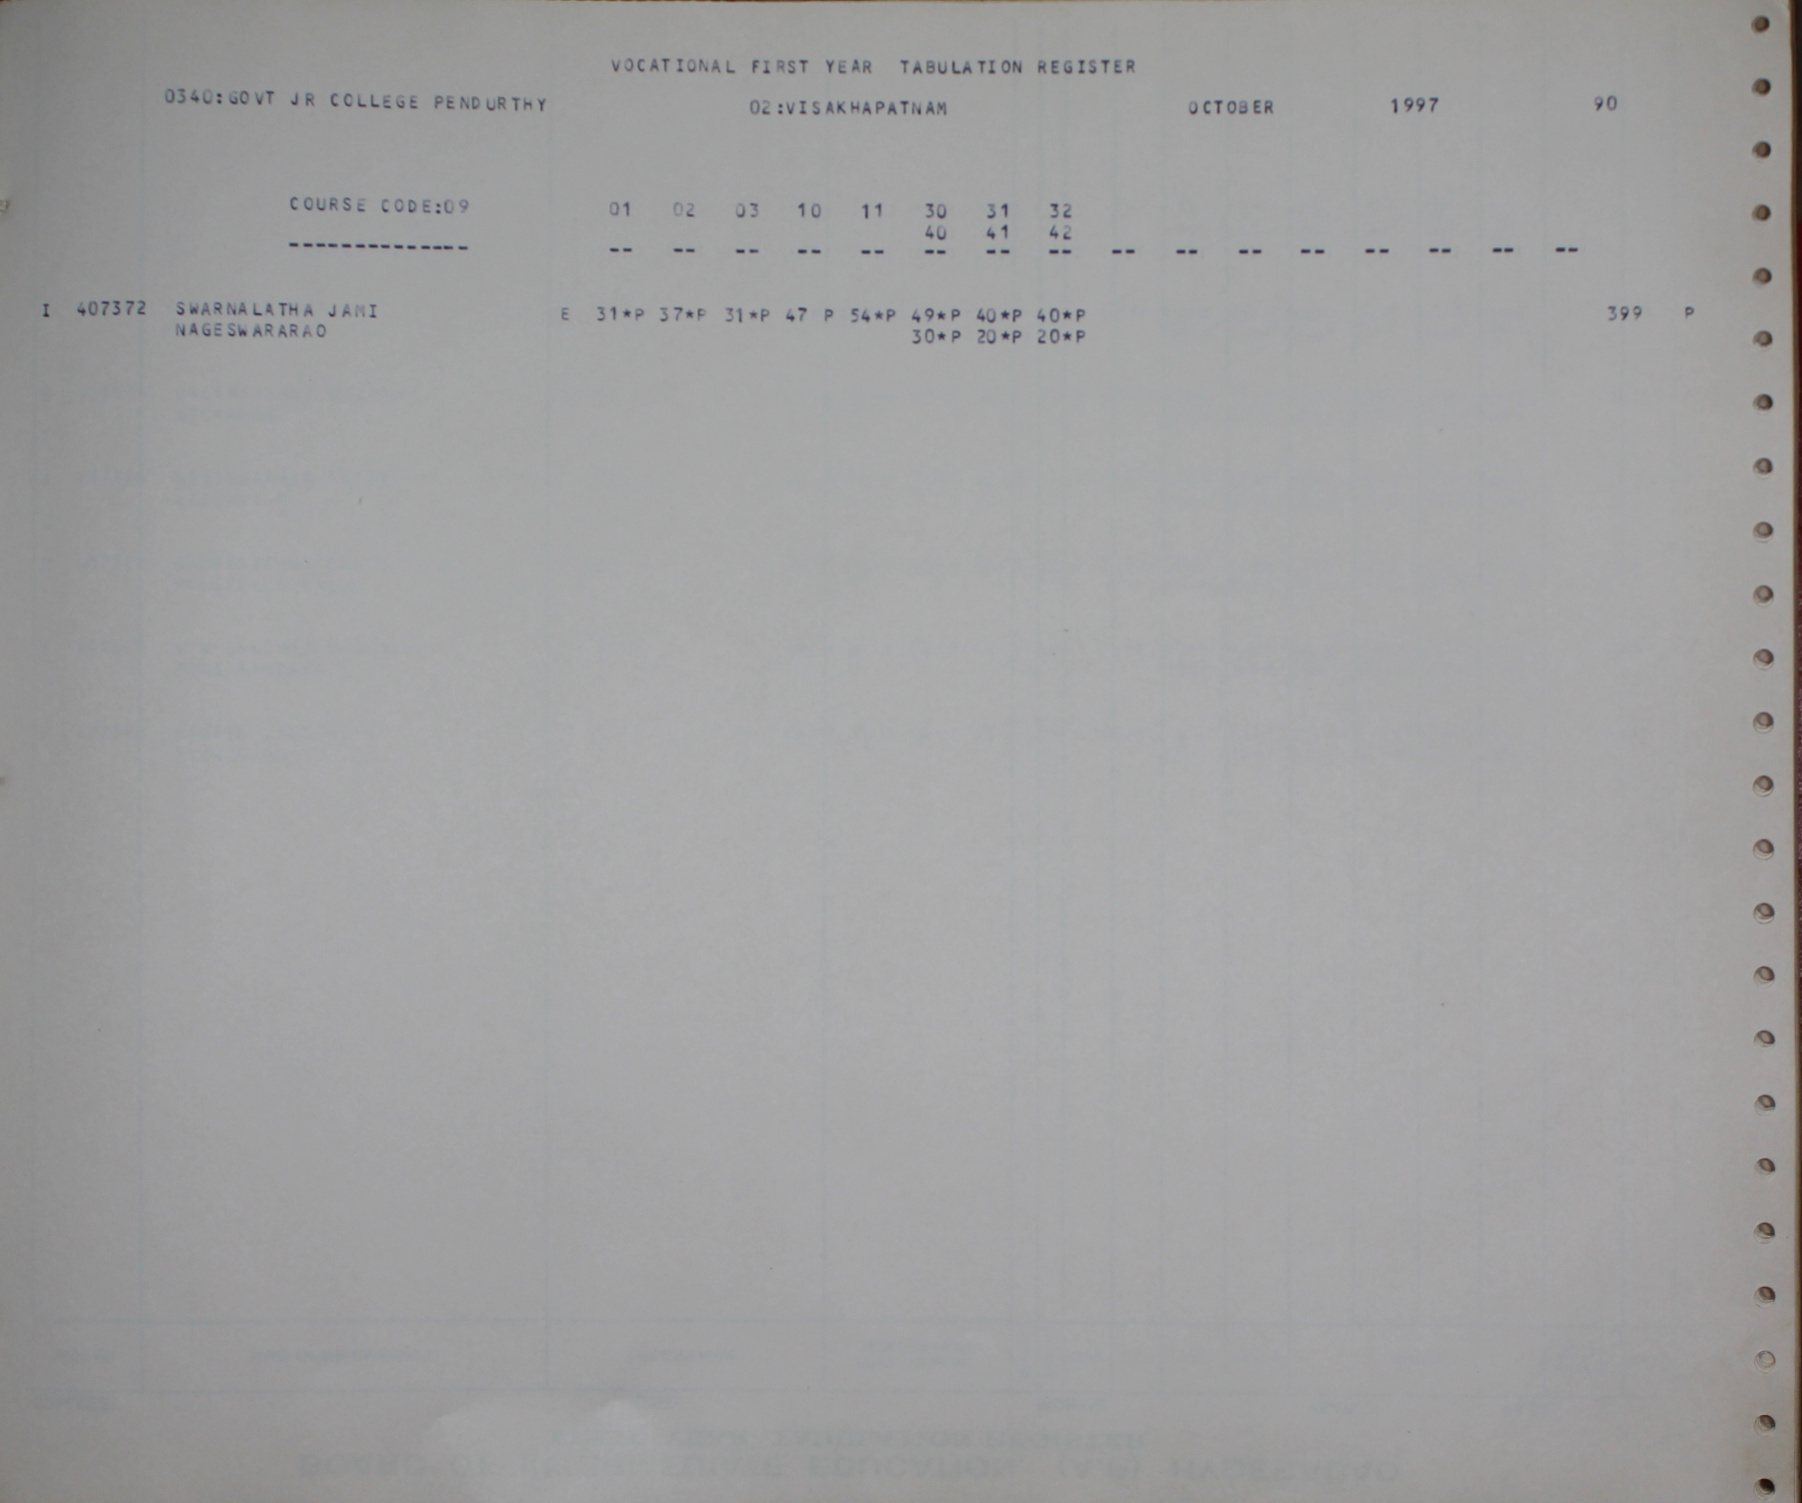 VOCATIONAL FIRST YEAR TABULATION REGISTER
0340:GOVT JR COLLEGE PENDURTHY 02:VISAKHAPATNAM OCTOBER 1997 90
COURSE CODE:09 01 02 03 10 11 30 31 32
40 41 42
-------------- -- -- -- -- -- -- -- -- -- -- -- -- -- -- -- --
I 407372 SWARNALATHA JAMI E 31*P 37*P 31*P 47 P 54*P 49*P 40*P 40*P 399 P
NAGESWARARAO 30*P 20*P 20*P